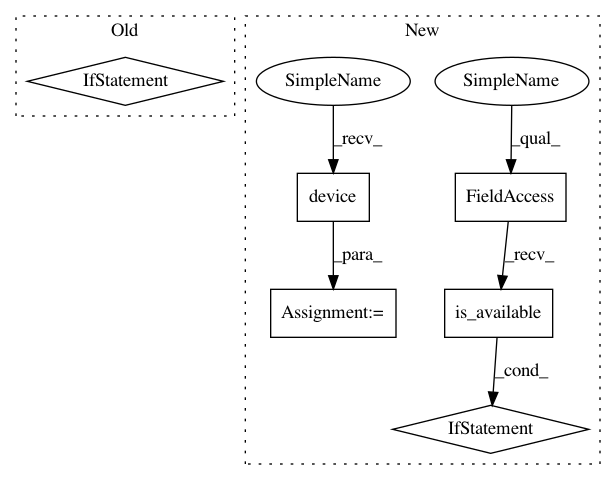 Old
New
IfStatement
SimpleName
SimpleName
_recv_
_qual_
device
FieldAccess
_para_
_recv_
Assignment:=
is_available
_cond_
IfStatement